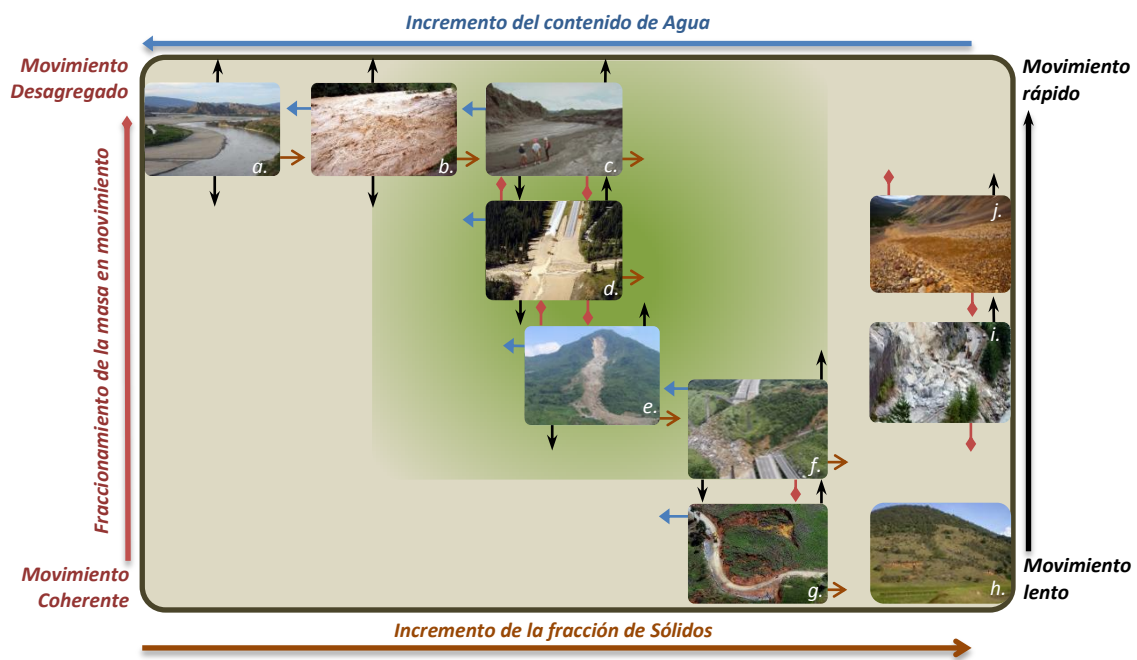 Incremento del contenido de Agua
Movimiento
Desagregado
Movimiento
rápido
Fraccionamiento de la masa en movimiento
a.
b.
c.
d.
e.
f.
g.
h.
i.
j.
Movimiento
Coherente
Movimiento
lento
Incremento de la fracción de Sólidos